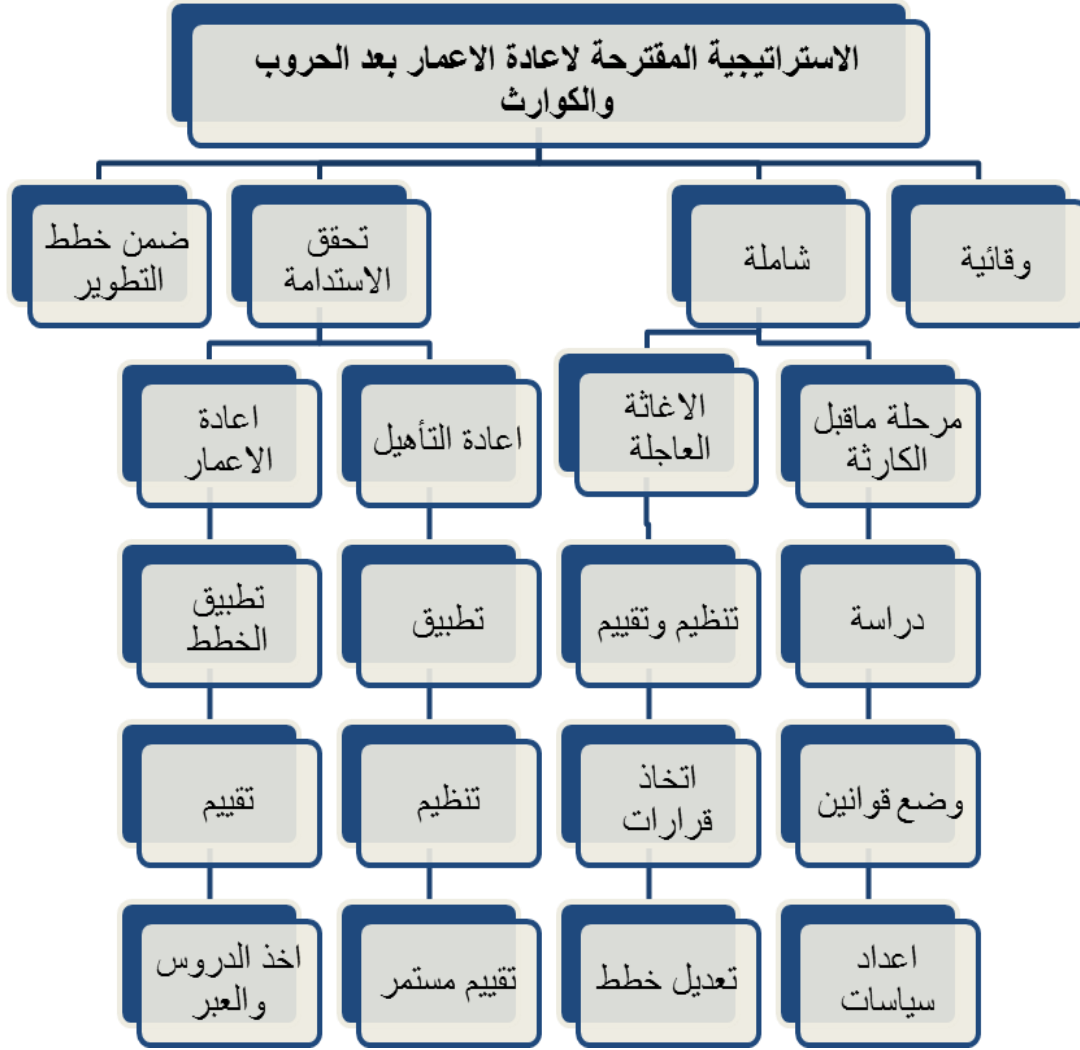 الاستراتيجية المقترحة لاعادة الاعمار بعد الحروب
والكوارث
وقائية
شاملة
تحقق
الاستدامة
ضمن خطط
التطوير
مرحلة ماقبل
الكارثة
الاغاثة
العاجلة
اعادة التأهيل
اعادة
الاعمار
دراسة
تنظيم وتقييم
تطبيق
تطبيق
الخطط
وضع قوانين
اتخاذ
قرارات
تنظيم
تقييم
اعداد
سياسات
تعديل خطط
تقييم مستمر
اخذ الدروس
والعبر